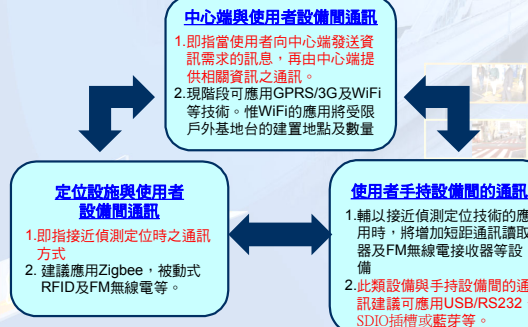 中心端與使用者設備間通訊
1.即指當使用者向中心端發送資
訊需求的訊息，再由中心端提
供相關資訊之通訊。
2.現階段可應用GPRS/3G及WiFi
等技術。惟WiFi的應用將受限
戶外基地台的建置地點及數量
定位設施與使用者
設備間通訊
1.即指接近偵測定位時之通訊
方式
2. 建議應用Zigbee，被動式
RFID及FM無線電等。
使用者手持設備間的通訊
1.輔以接近偵測定位技術的應
用時，將增加短距通訊讀取
器及FM無線電接收器等設
備
2.此類設備與手持設備間的通
訊建議可應用USB/RS232
SDIO插槽或藍芽等。